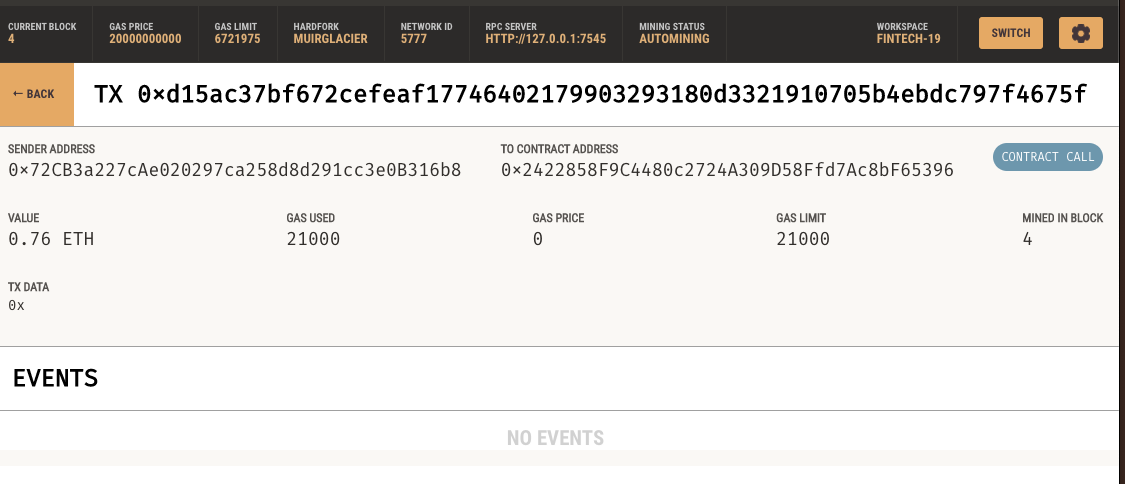 CURRENT BLOCK GAS PRICE GAS LIMIT HARDFORK NETWORK ID RPC SERVER MINING STATUS WORKSPACE
4 20000000000 6721975 MUIRGLACIER 5777 HTTP://127.0.0.1:7545 AUTOMINING FINTECH-19 SWITCH
← BACK TX 0×d15ac37bf672cefeaf17746402179903293180d3321910705b4ebdc797f4675f
SENDER ADDRESS TO CONTRACT ADDRESS
0×72CB3a227cAe020297ca258d8d291cc3e0B316b8 0×2422858F9C4480c2724A309D58Ffd7Ac8bF65396 CONTRACT CALL
VALUE GAS USED GAS PRICE GAS LIMIT MINED IN BLOCK
0.76 ETH 21000 0 21000 4
TX DATA
0x
EVENTS
NO EVENTS